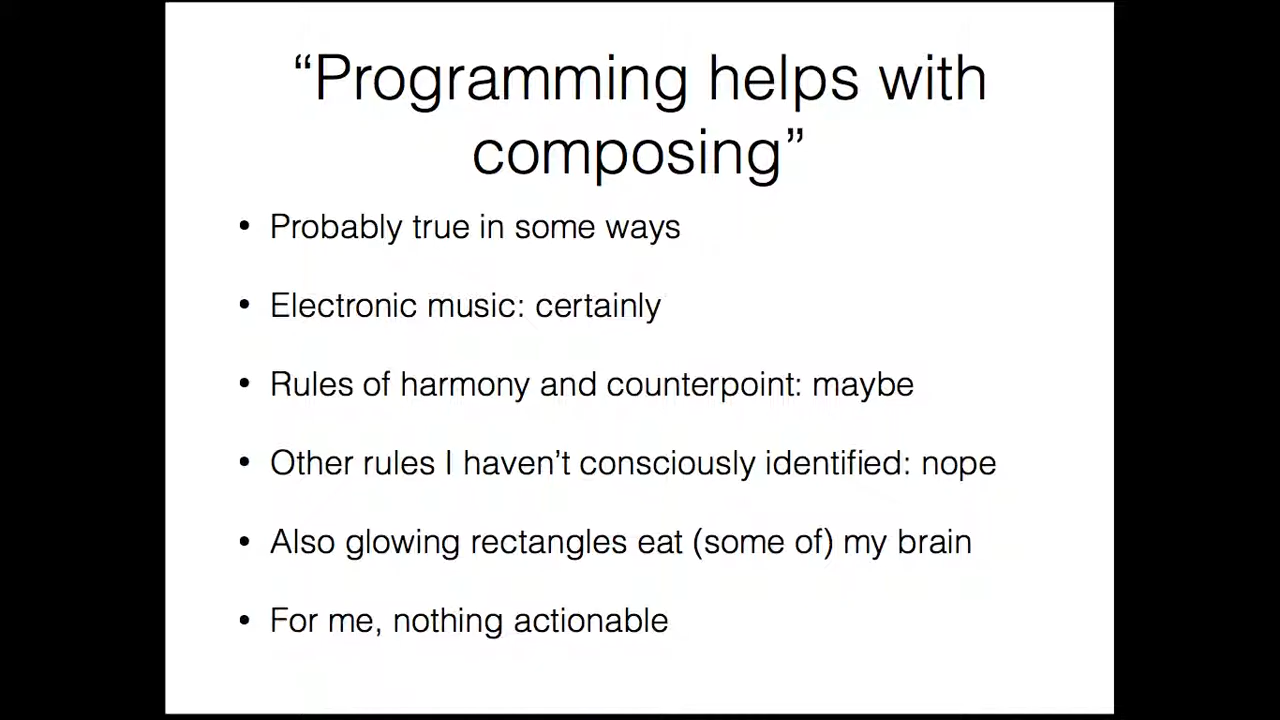 “Programming helps with
composing”
• Probably true in some ways
• Electronic music: certainly
• Rules of harmony and counterpoint: maybe
• Other rules I haven’t consciously identified: nope
• Also glowing rectangles eat (some of) my brain
• For me, nothing actionable